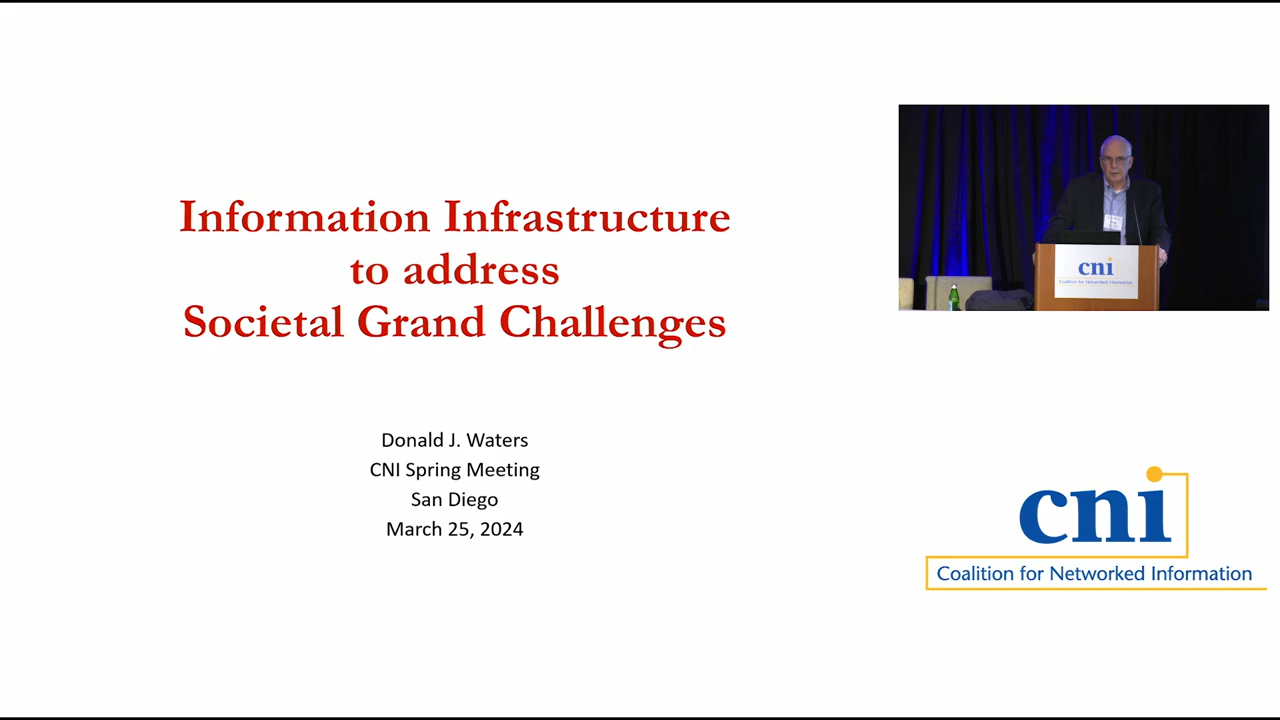 Information Infrastructure
to address
Societal Grand Challenges
Donald J. Waters
CNI Spring Meeting
San Diego
March 25, 2024
cni
Coalition for Networked Information
cni
Coalition for Networked Information